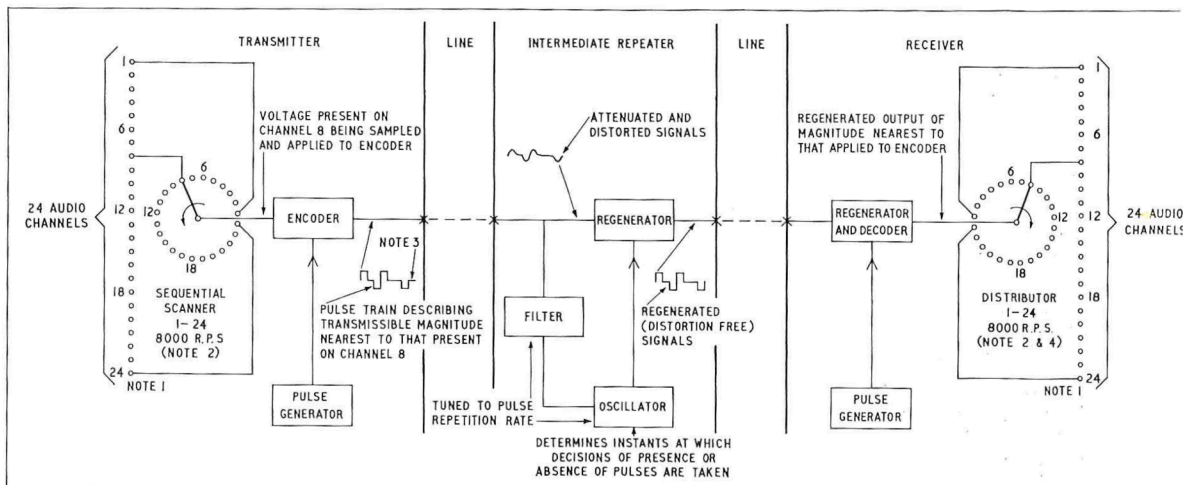 TRANSMITTER
LINE
INTERMEDIATE REPEATER
LINE
RECEIVER
1
6
12
18
24
24 AUDIO
CHANNELS
NOTE 1
VOLTAGE PRESENT ON
CHANNEL 8 BEING SAMPLED
AND APPLIED TO ENCODER
6
12
18
SEQUENTIAL
SCANNER
1-24
8000 R.P.S
(NOTE 2)
ENCODER
NOTE 3
PULSE TRAIN DESCRIBING
TRANSMISSIBLE MAGNITUDE
NEAREST TO THAT PRESENT
ON CHANNEL 8
PULSE
GENERATOR
ATTENUATED AND
DISTORTED SIGNALS
REGENERATOR
FILTER
REGENERATED
(DISTORTION FREE)
SIGNALS
TUNED TO PULSE
REPETITION RATE
OSCILLATOR
DETERMINES INSTANTS AT WHICH
DECISIONS OF PRESENCE OR
ABSENCE OF PULSES ARE TAKEN
REGENERATED OUTPUT OF
MAGNITUDE NEAREST TO
THAT APPLIED TO ENCODER
REGENERATOR
AND DECODER
PULSE
GENERATOR
6
12
18
DISTRIBUTOR
1-24
8000 R.P.S.
(NOTE 2 & 4)
1
6
12
18
24
24 AUDIO
CHANNELS
NOTE 1